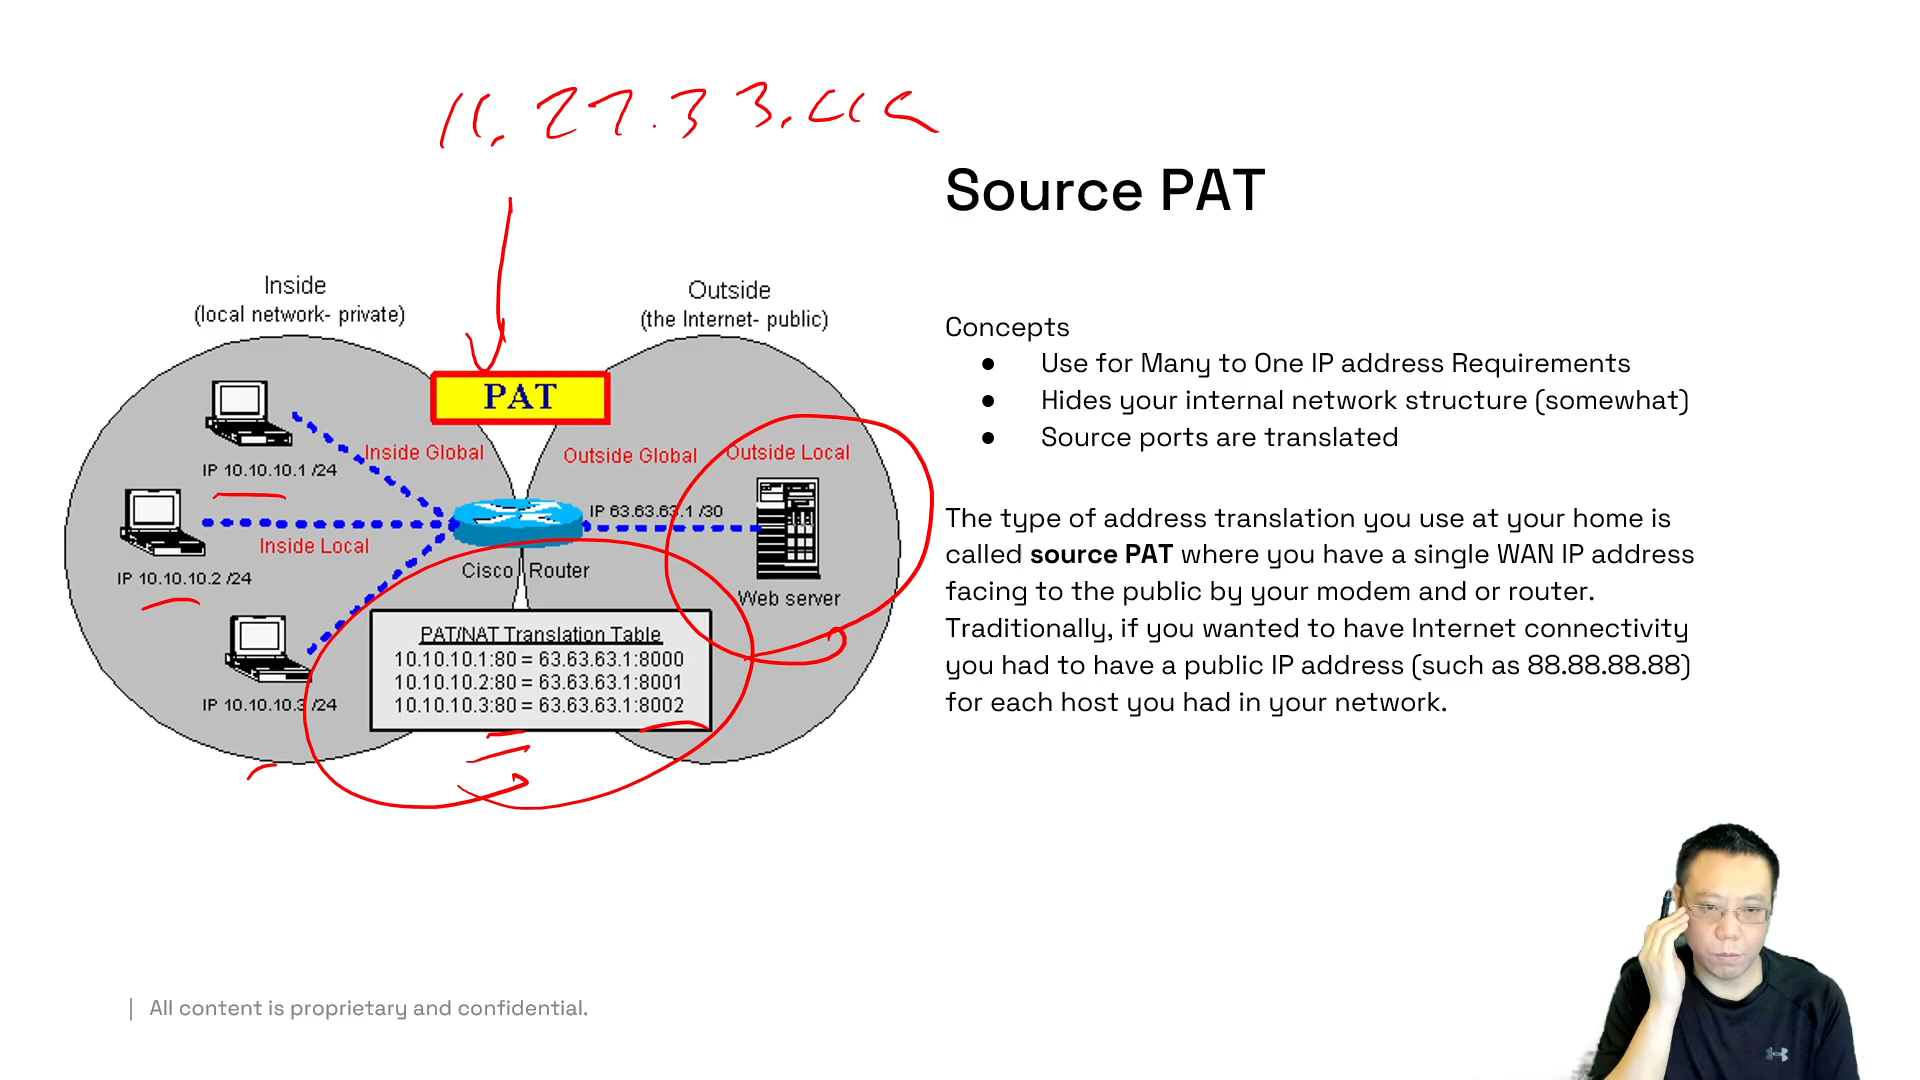 Source PAT
Inside
(local network- private)
Outside
(the Internet- public)
PAT
Inside Global
Outside Global
Outside Local
IP 10.10.10.1 /24
IP 63.63.63.1 /30
Inside Local
IP 10.10.10.2 /24
Cisco Router
Web server
IP 10.10.10.3 /24
PAT/NAT Translation Table
10.10.10.1:80 = 63.63.63.1:8000
10.10.10.2:80 = 63.63.63.1:8001
10.10.10.3:80 = 63.63.63.1:8002
Concepts
● Use for Many to One IP address Requirements
● Hides your internal network structure (somewhat)
● Source ports are translated
The type of address translation you use at your home is
called source PAT where you have a single WAN IP address
facing to the public by your modem and or router.
Traditionally, if you wanted to have Internet connectivity
you had to have a public IP address (such as 88.88.88.88)
for each host you had in your network.
| All content is proprietary and confidential.